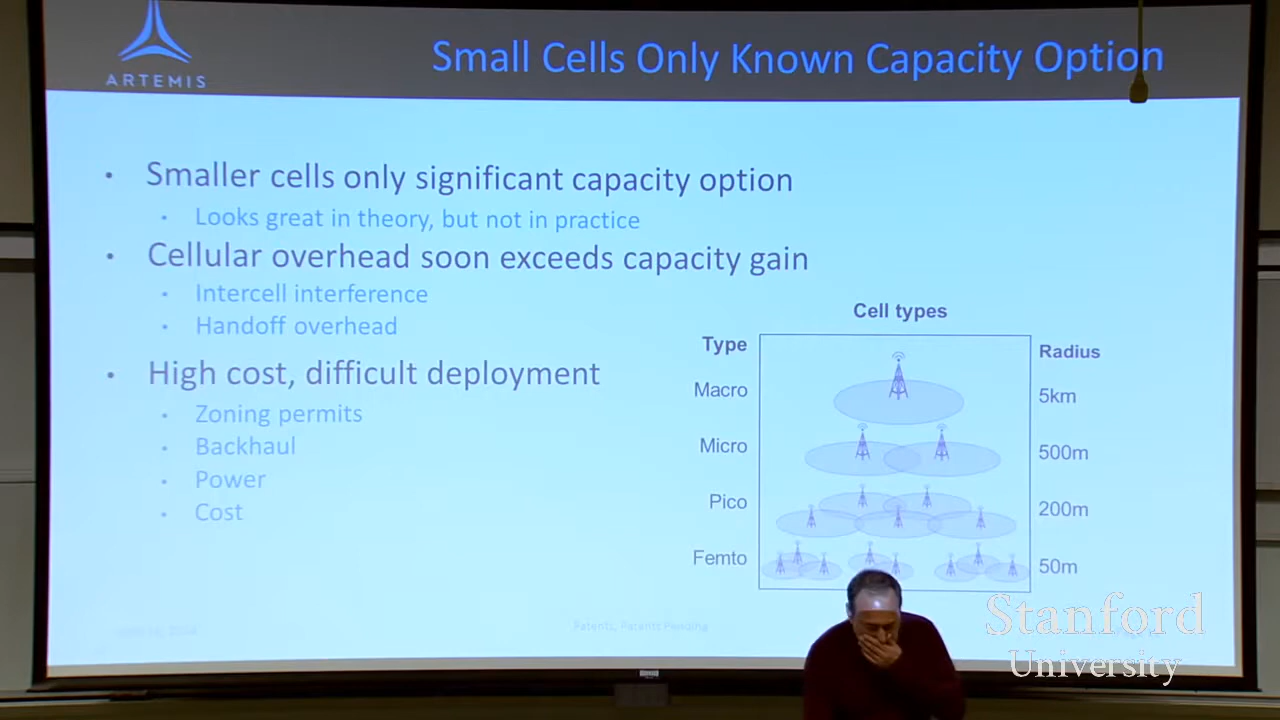 ARTEMIS
Small Cells Only Known Capacity Option
• Smaller cells only significant capacity option
• Looks great in theory, but not in practice
• Cellular overhead soon exceeds capacity gain
• Intercell interference
• Handoff overhead
• High cost, difficult deployment
• Zoning permits
• Backhaul
• Power
• Cost
Cell types
Type
Radius
Macro
5km
Micro
500m
Pico
200m
Femto
50m
Patents, Patents Pending
Stanford
University